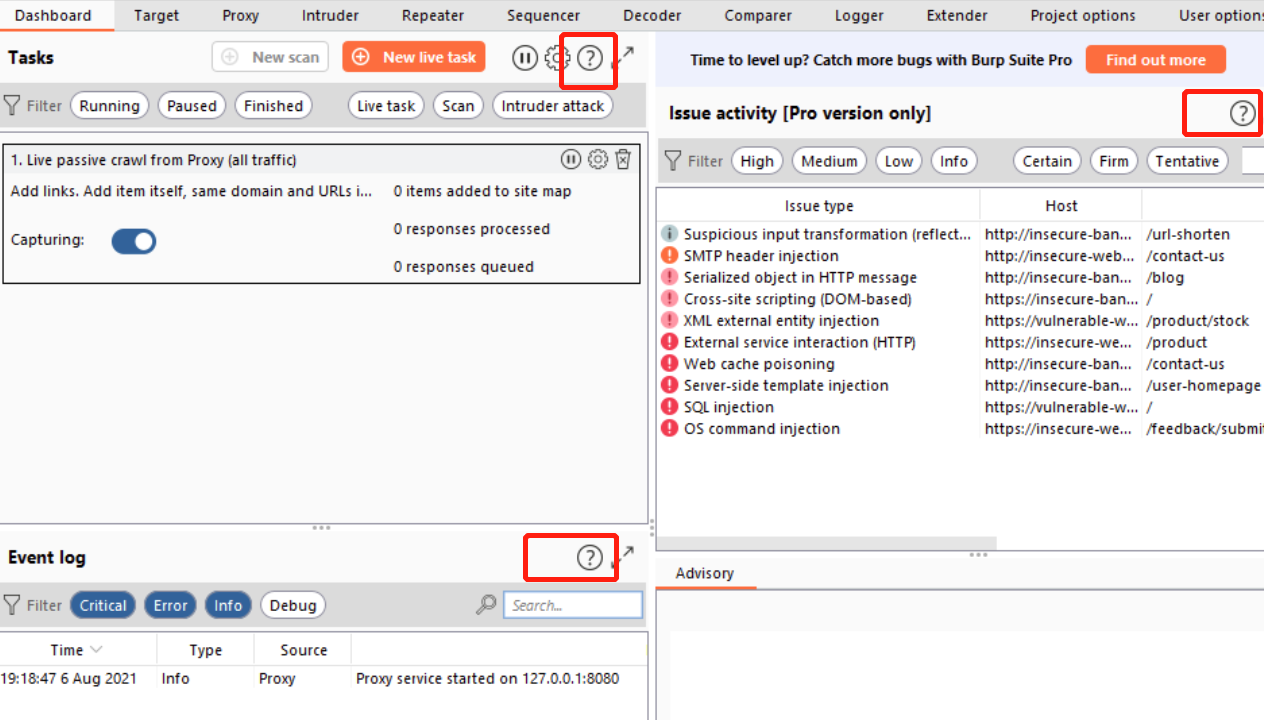 Dashboard Target Proxy Intruder Repeater Sequencer Decoder Comparer Logger Extender Project options User options
Tasks New scan New live task
Filter Running Paused Finished Live task Scan Intruder attack
1. Live passive crawl from Proxy (all traffic)
Add links. Add item itself, same domain and URLs i... 0 items added to site map
0 responses processed
Capturing:
0 responses queued
Event log
Filter Critical Error Info Debug Search...
Time Type Source
19:18:47 6 Aug 2021 Info Proxy Proxy service started on 127.0.0.1:8080
Time to level up? Catch more bugs with Burp Suite Pro Find out more
Issue activity [Pro version only]
Filter High Medium Low Info Certain Firm Tentative
Issue type Host
Suspicious input transformation (reflect... http://insecure-ban... /url-shorten
SMTP header injection http://insecure-web... /contact-us
Serialized object in HTTP message http://insecure-ban... /blog
Cross-site scripting (DOM-based) https://insecure-ban... /
XML external entity injection https://vulnerable-w... /product/stock
External service interaction (HTTP) https://insecure-we... /product
Web cache poisoning http://insecure-ban... /contact-us
Server-side template injection http://insecure-ban... /user-homepage
SQL injection https://vulnerable-w... /
OS command injection https://insecure-we... /feedback/submit
Advisory